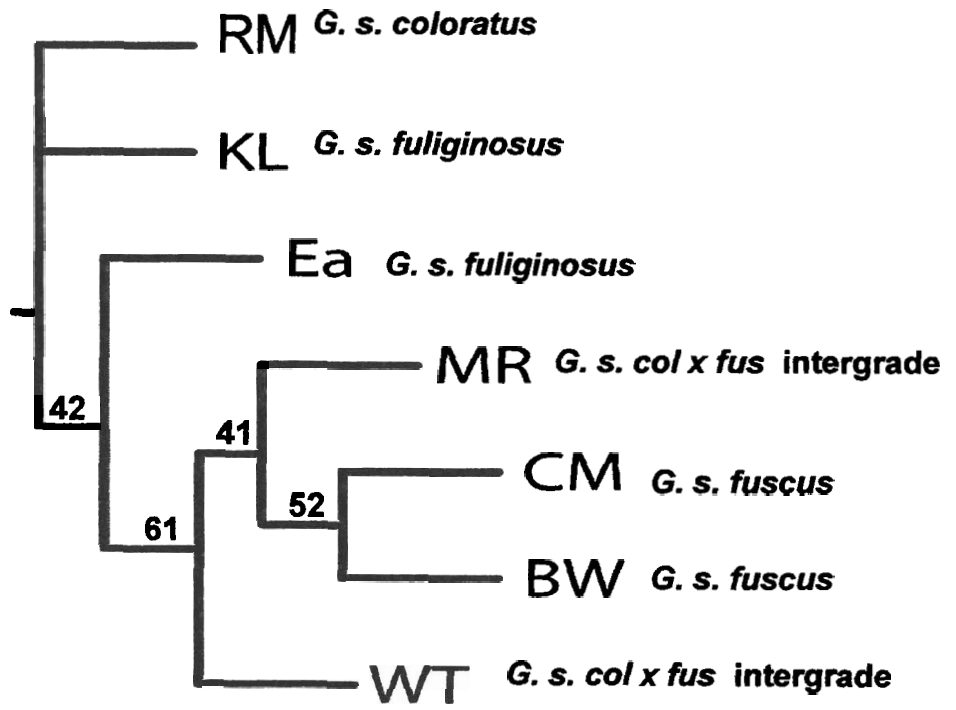 RM G. s. coloratus
KL G. s. fuliginosus
Ea G. s. fuliginosus
MR G. s. col x fus intergrade
42
41
CM G. s. fuscus
52
61
BW G. s. fuscus
WT G. s. col x fus intergrade